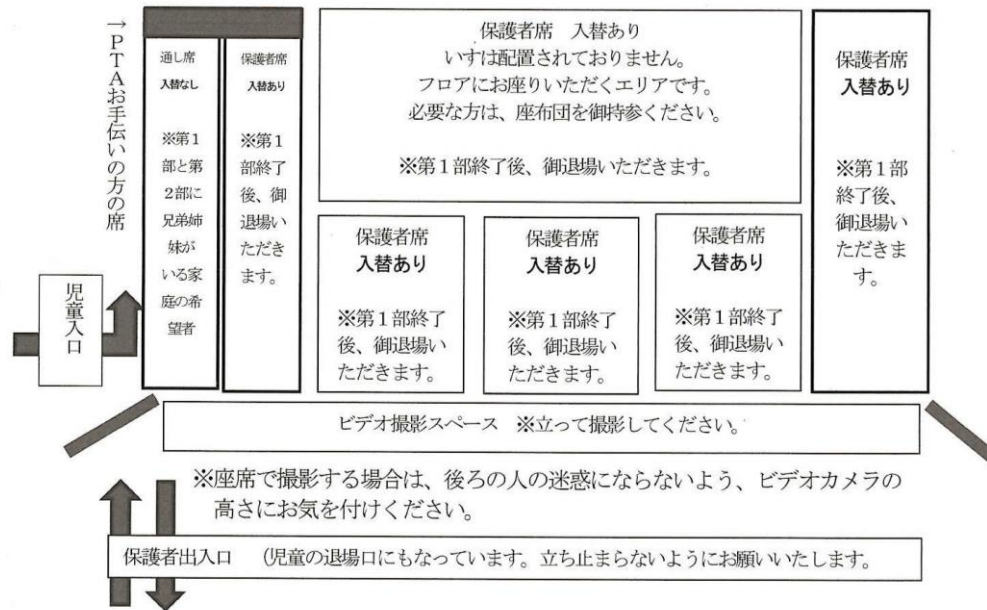 →PTAお手伝いの方の席
通し席
入替なし
※第1
部と第
2部に
兄弟姉
妹が
いる家
庭の希
望者
保護者席
入替あり
※第1
部終了
後、御
退場い
ただき
ます。
保護者席 入替あり
いすは配置されておりません。
フロアにお座りいただくエリアです。
必要な方は、座布団を御持参ください。
※第1部終了後、御退場いただきます。
保護者席
入替あり
※第1部
終了後、
御退場い
ただきま
す。
保護者席
入替あり
※第1部終了
後、御退場い
ただきます。
保護者席
入替あり
※第1部終了
後、御退場い
ただきます。
保護者席
入替あり
※第1部終了
後、御退場い
ただきます。
児童入口
ビデオ撮影スペース ※立って撮影してください。
※座席で撮影する場合は、後ろの人の迷惑にならないよう、ビデオカメラの
高さにお気を付けください。
保護者出入口 (児童の退場口にもなっています。立ち止まらないようにお願いいたします。